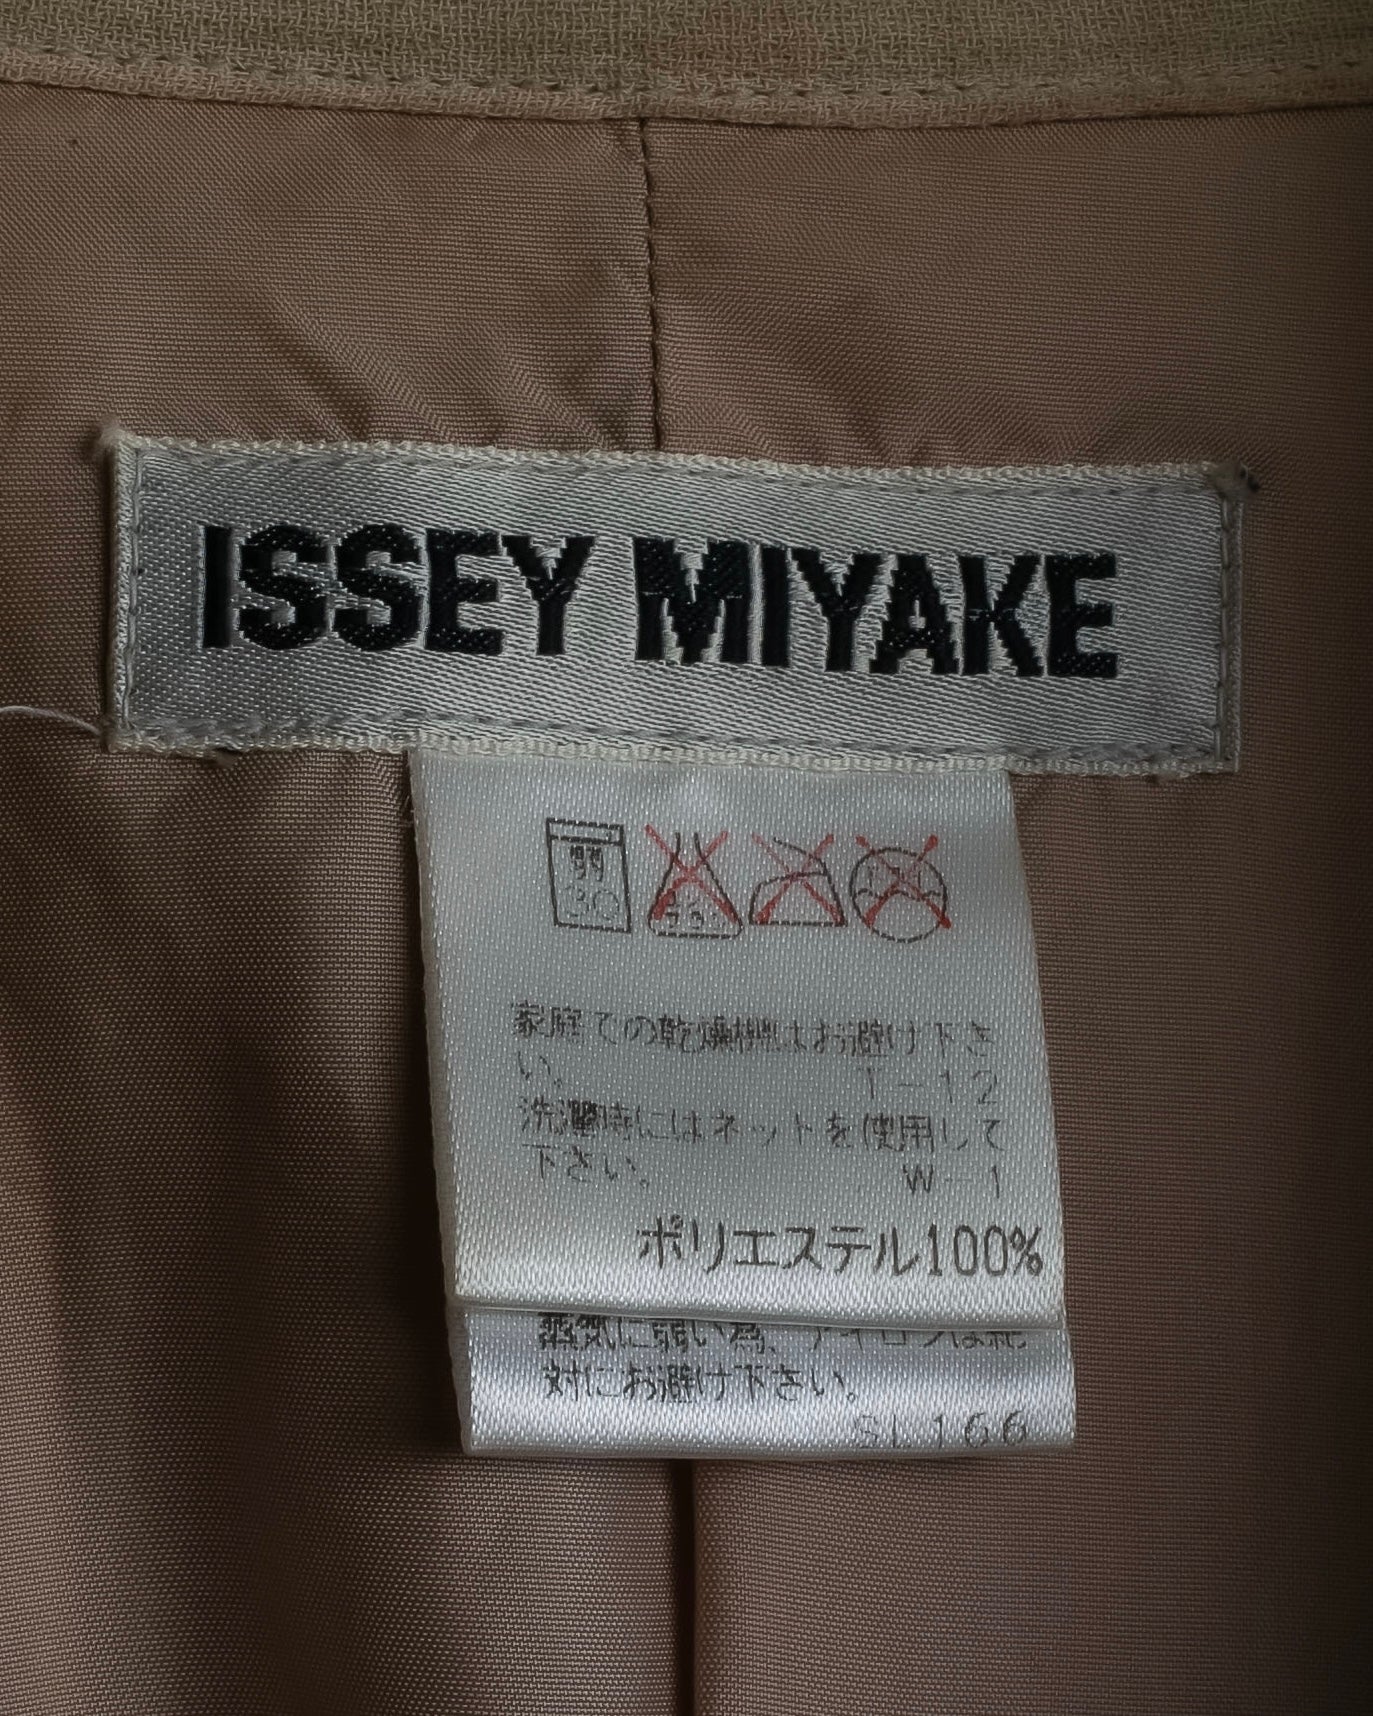 ISSEY MIYAKE
弱 30
家庭での乾燥機はお避け下さ
い。 T-12
洗濯時にはネットを使用して
下さい。 W-1
ポリエステル100%
蒸気に弱い為、アイロンは絶
対にお避け下さい。
SL166